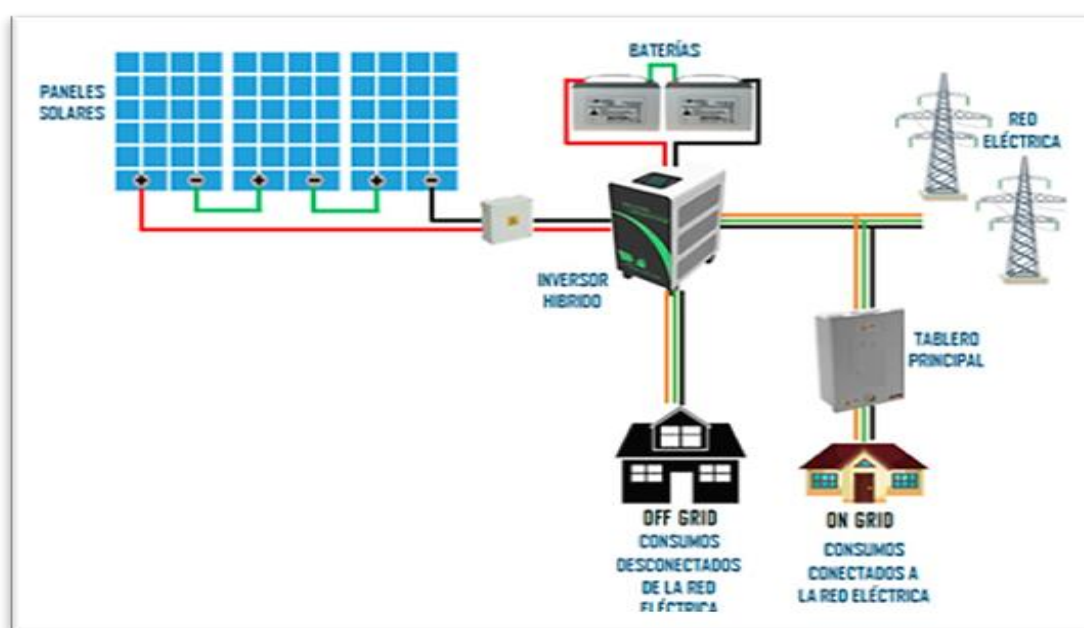 BATERÍAS
PANELES
SOLARES
RED
ELÉCTRICA
INVERSOR
HIBRIDO
TABLERO
PRINCIPAL
OFF GRID
CONSUMOS
DESCONECTADOS
DE LA RED
ELÉCTRICA
ON GRID
CONSUMOS
CONECTADOS A
LA RED ELÉCTRICA